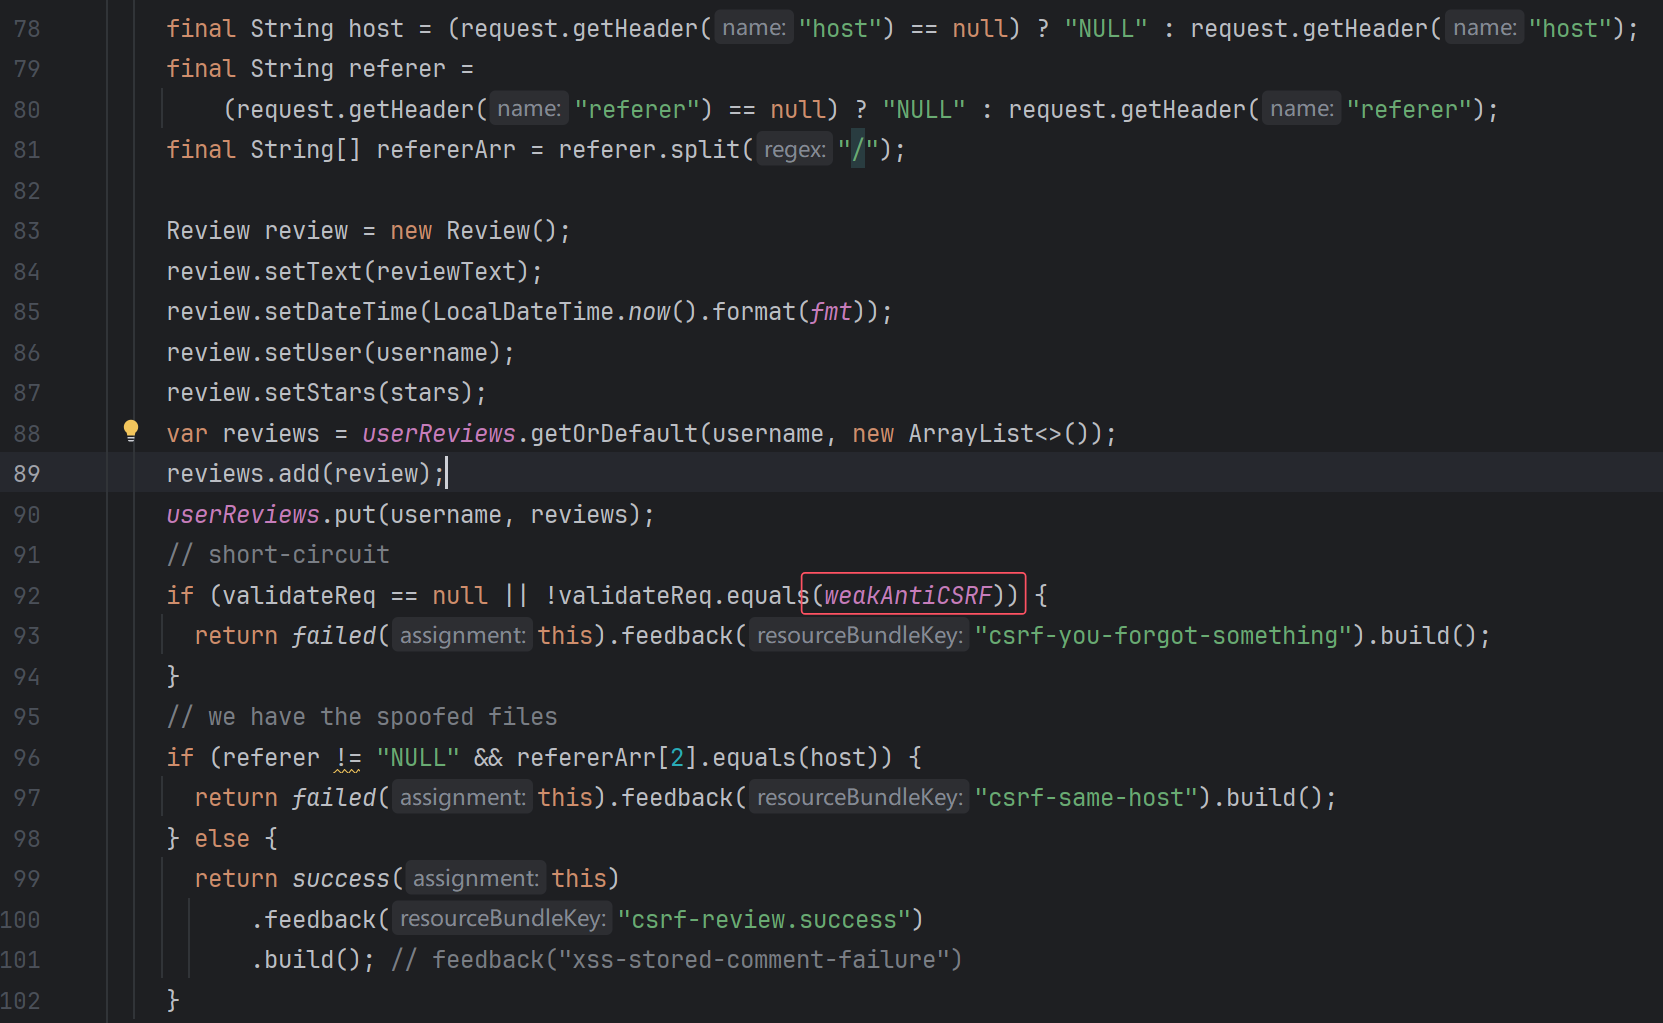 78 final String host = (request.getHeader( name: "host") == null) ? "NULL" : request.getHeader( name: "host");
79 final String referer =
80 (request.getHeader( name: "referer") == null) ? "NULL" : request.getHeader( name: "referer");
81 final String[] refererArr = referer.split( regex: "/");
82
83 Review review = new Review();
84 review.setText(reviewText);
85 review.setDateTime(LocalDateTime.now().format(fmt));
86 review.setUser(username);
87 review.setStars(stars);
88 var reviews = userReviews.getOrDefault(username, new ArrayList<>());
89 reviews.add(review);
90 userReviews.put(username, reviews);
91 // short-circuit
92 if (validateReq == null || !validateReq.equals(weakAntiCSRF)) {
93 return failed( assignment: this).feedback( resourceBundleKey: "csrf-you-forgot-something").build();
94 }
95 // we have the spoofed files
96 if (referer != "NULL" && refererArr[2].equals(host)) {
97 return failed( assignment: this).feedback( resourceBundleKey: "csrf-same-host").build();
98 } else {
99 return success( assignment: this)
100 .feedback( resourceBundleKey: "csrf-review.success")
101 .build(); // feedback("xss-stored-comment-failure")
102 }